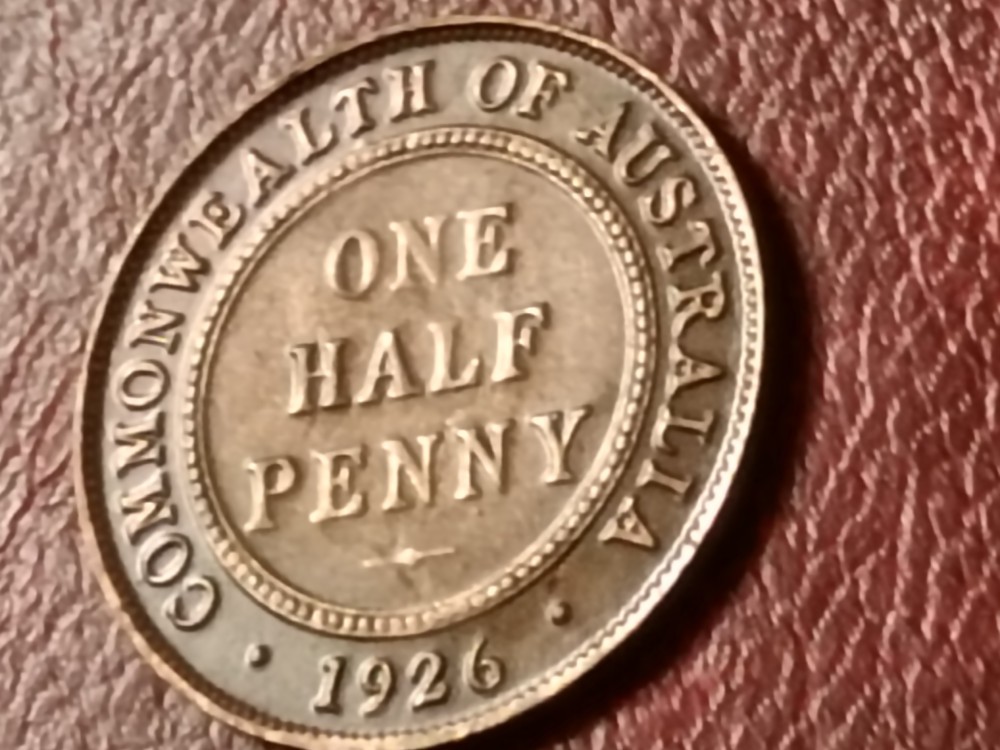 COMMONWEALTH OF AUSTRALIA
ONE
HALF
PENNY
1926